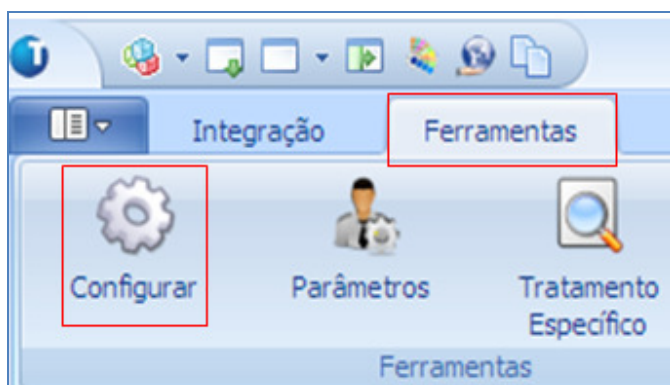 Integração Ferramentas
Configurar Parâmetros Tratamento
Específico
Ferramentas